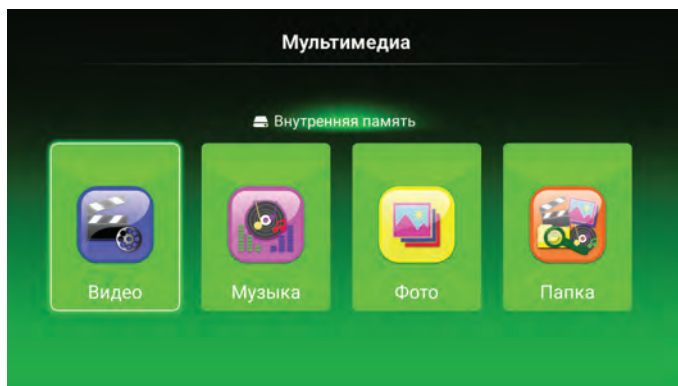 Мультимедиа
Внутренняя память
Видео
Музыка
Фото
Папка